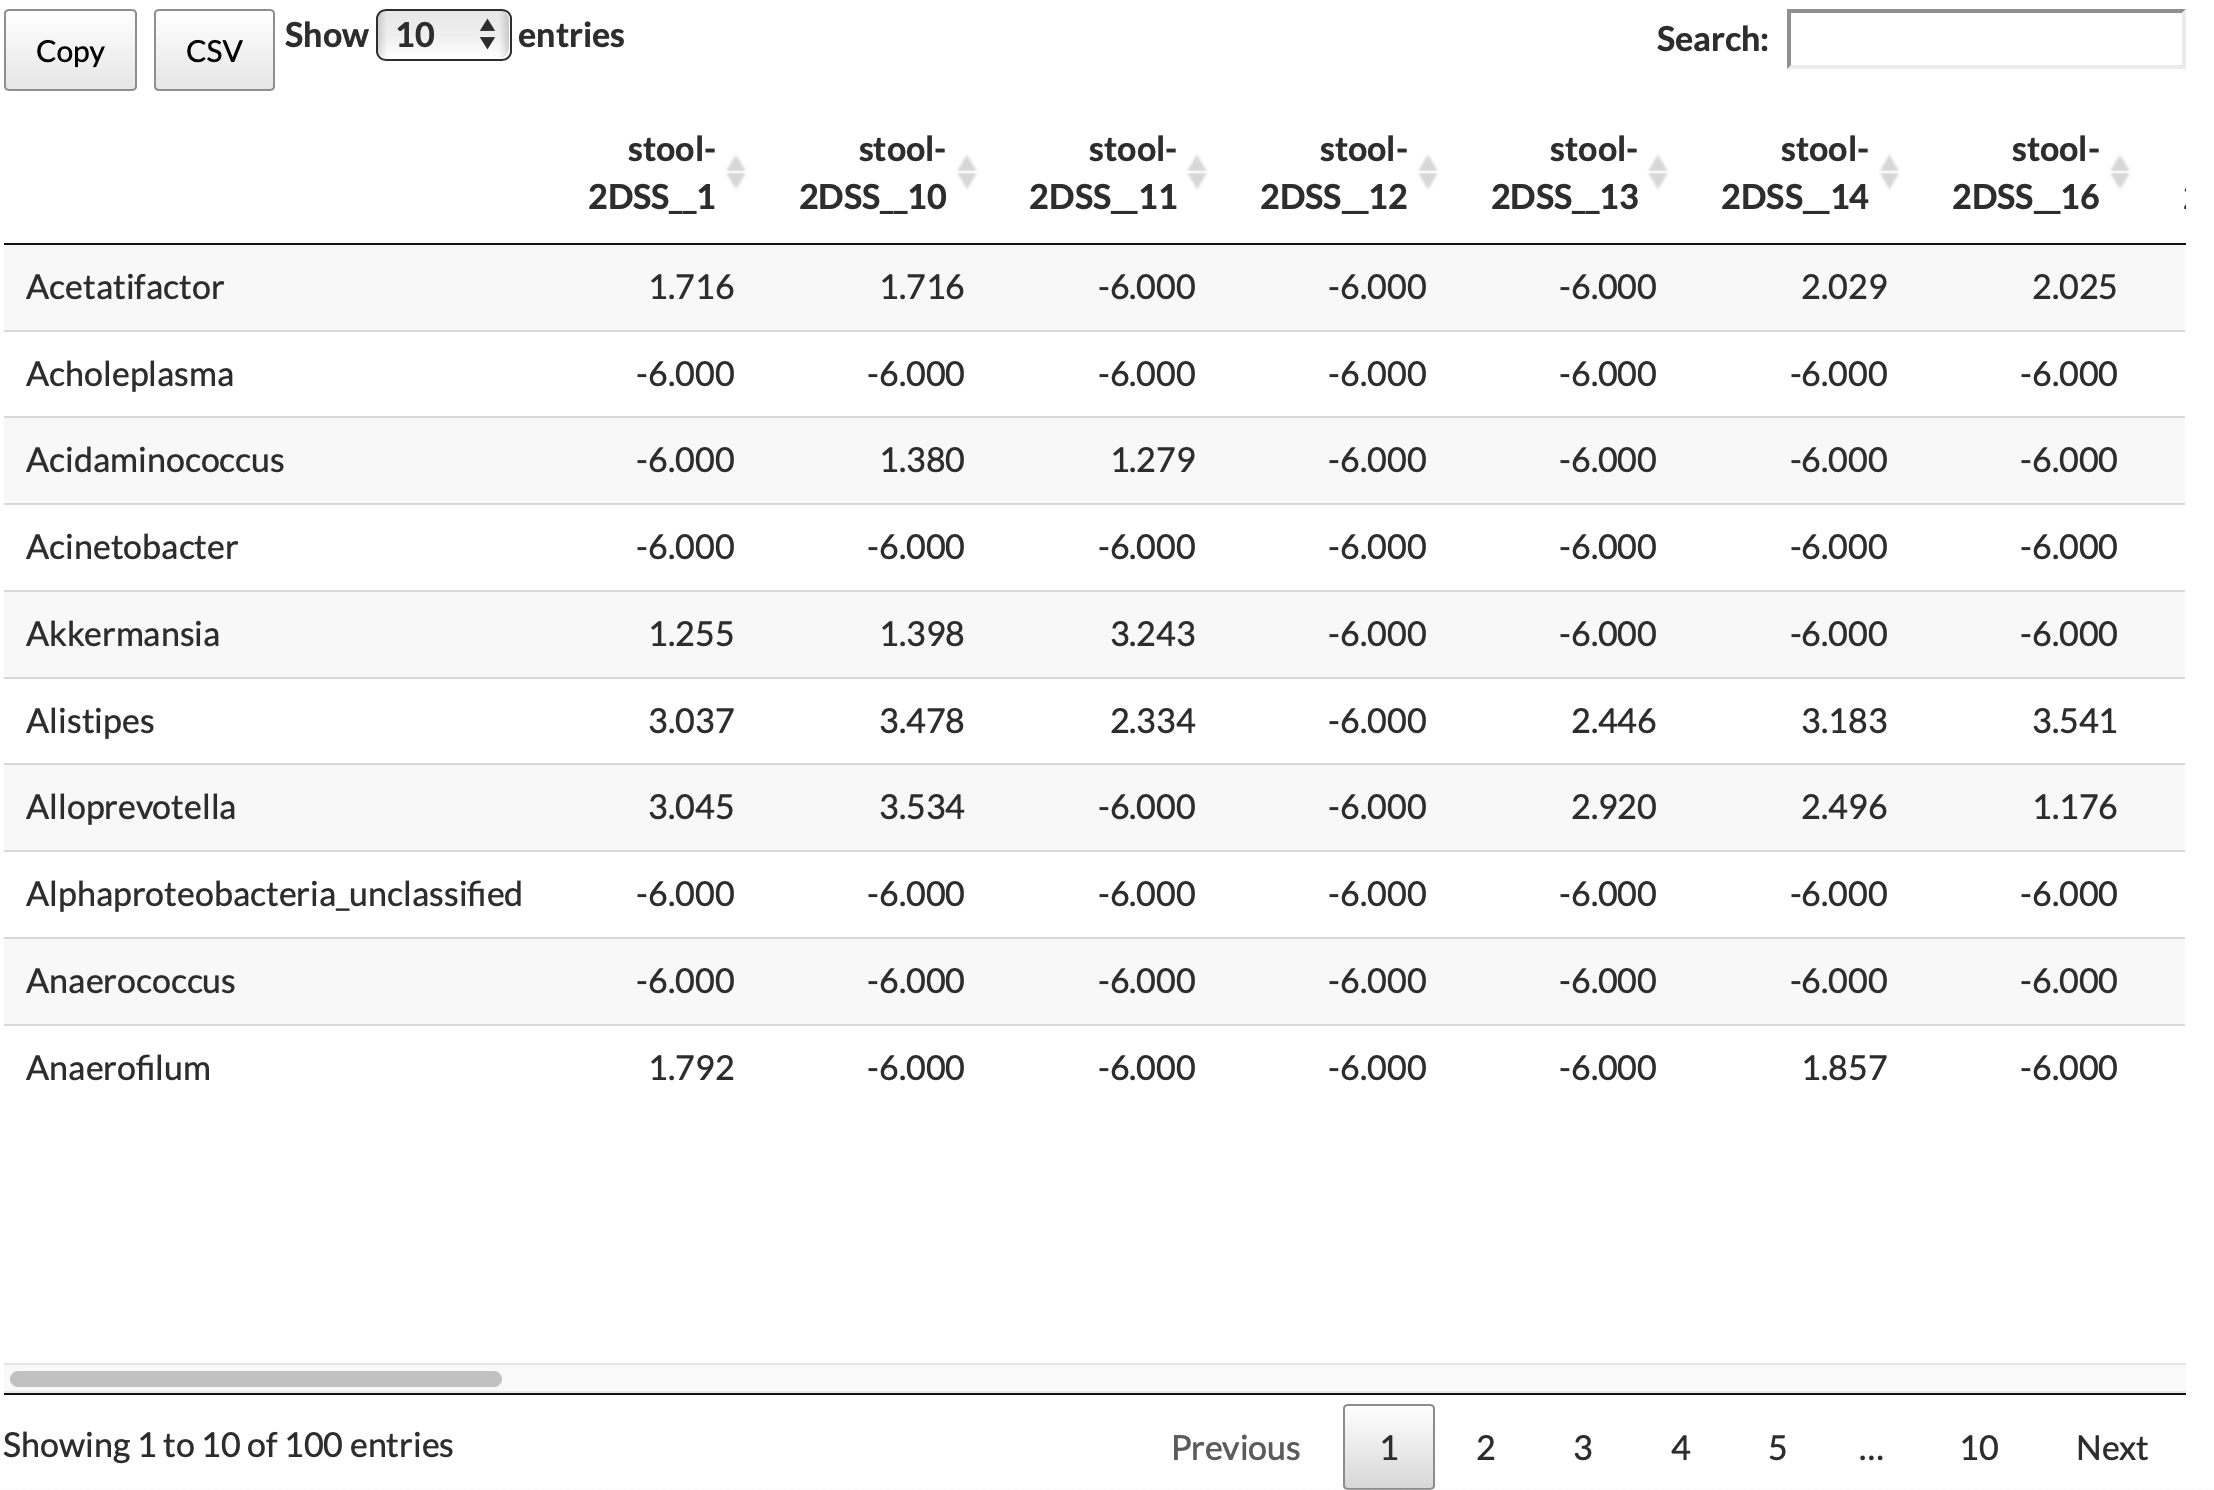 Copy CSV Show 10 entries Search:
stool- stool- stool- stool- stool- stool- stool-
2DSS__1 2DSS__10 2DSS__11 2DSS__12 2DSS__13 2DSS__14 2DSS__16
Acetatifactor 1.716 1.716 -6.000 -6.000 -6.000 2.029 2.025
Acholeplasma -6.000 -6.000 -6.000 -6.000 -6.000 -6.000 -6.000
Acidaminococcus -6.000 1.380 1.279 -6.000 -6.000 -6.000 -6.000
Acinetobacter -6.000 -6.000 -6.000 -6.000 -6.000 -6.000 -6.000
Akkermansia 1.255 1.398 3.243 -6.000 -6.000 -6.000 -6.000
Alistipes 3.037 3.478 2.334 -6.000 2.446 3.183 3.541
Alloprevotella 3.045 3.534 -6.000 -6.000 2.920 2.496 1.176
Alphaproteobacteria_unclassified -6.000 -6.000 -6.000 -6.000 -6.000 -6.000 -6.000
Anaerococcus -6.000 -6.000 -6.000 -6.000 -6.000 -6.000 -6.000
Anaerofilum 1.792 -6.000 -6.000 -6.000 -6.000 1.857 -6.000
Showing 1 to 10 of 100 entries Previous 1 2 3 4 5 ... 10 Next